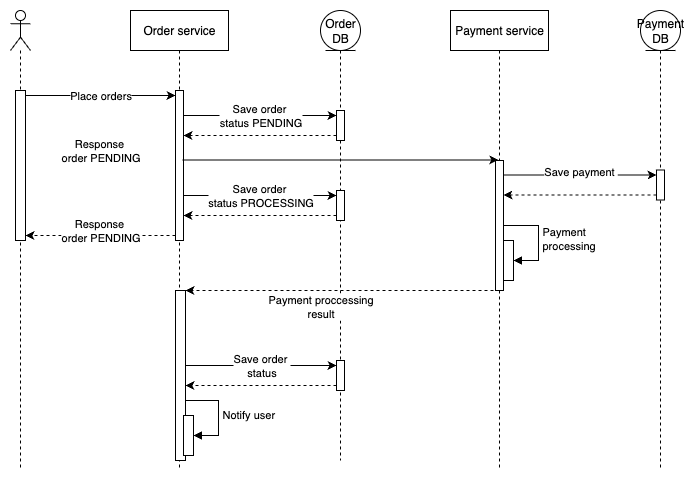 Order service
Order
DB
Payment service
Payment
DB
Place orders
Save order
status PENDING
Response
order PENDING
Save payment
Save order
status PROCESSING
Response
order PENDING
Payment
processing
Payment proccessing
result
Save order
status
Notify user